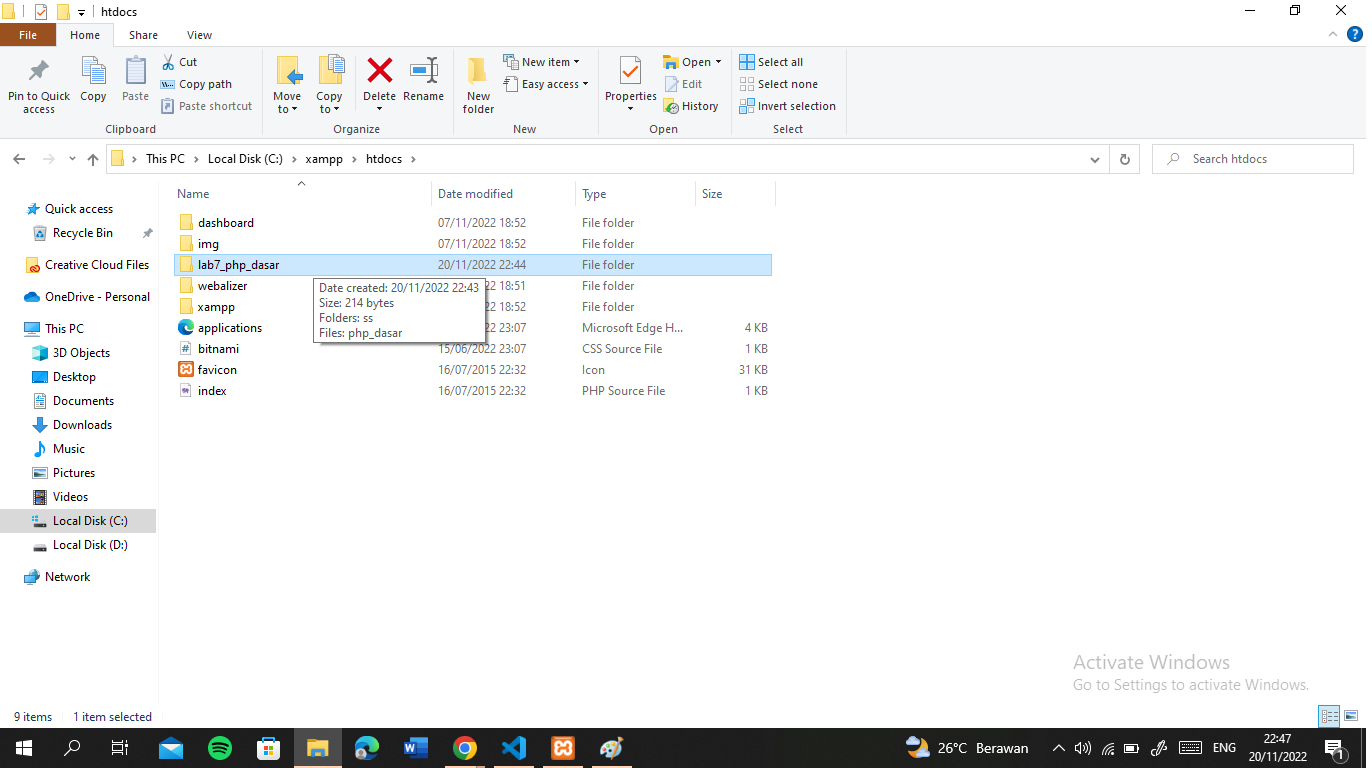 htdocs
File Home Share View
Pin to Quick access
Copy
Paste
Cut
Copy path
Paste shortcut
Clipboard
Move to
Copy to
Delete
Rename
Organize
New folder
New item
Easy access
New
Properties
Open
Edit
History
Open
Select all
Select none
Invert selection
Select
This PC Local Disk (C:) xampp htdocs
Search htdocs
Name Date modified Type Size
Quick access
Recycle Bin
Creative Cloud Files
OneDrive - Personal
This PC
3D Objects
Desktop
Documents
Downloads
Music
Pictures
Videos
Local Disk (C:)
Local Disk (D:)
Network
dashboard 07/11/2022 18:52 File folder
img 07/11/2022 18:52 File folder
lab7_php_dasar 20/11/2022 22:44 File folder
webalizer 2022 18:51 File folder
xampp 2022 18:52 File folder
applications 2022 23:07 Microsoft Edge H... 4 KB
bitnami 15/06/2022 23:07 CSS Source File 1 KB
favicon 16/07/2015 22:32 Icon 31 KB
index 16/07/2015 22:32 PHP Source File 1 KB
Date created: 20/11/2022 22:43
Size: 214 bytes
Folders: ss
Files: php_dasar
Activate Windows
Go to Settings to activate Windows.
9 items 1 item selected
26°C Berawan
ENG
22:47
20/11/2022
1